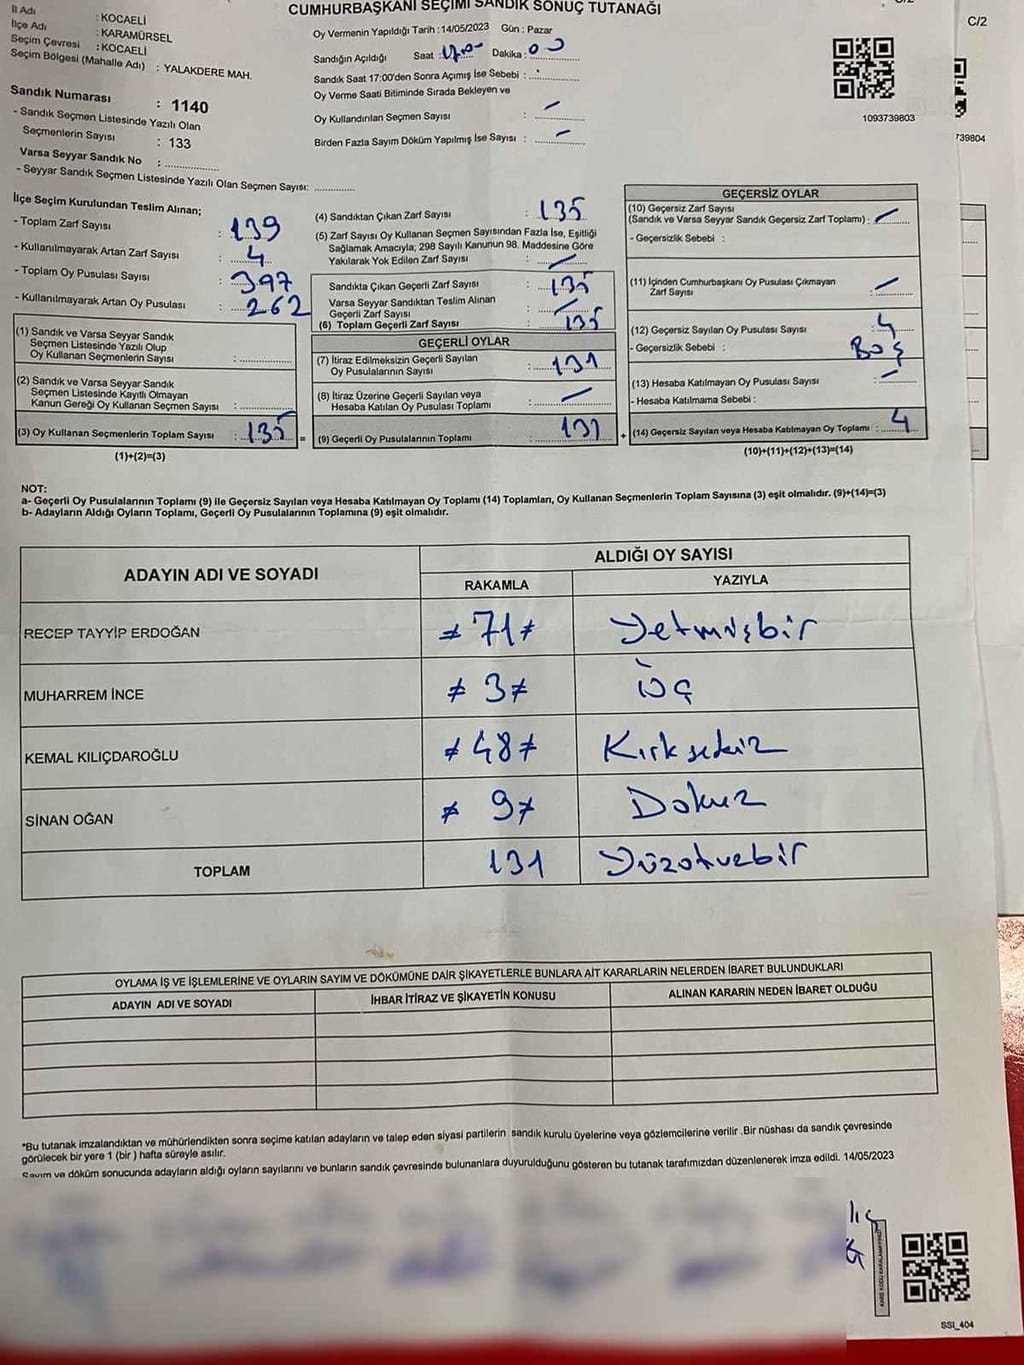 CUMHURBAŞKANI SEÇİMİ SANDIK SONUÇ TUTANAĞI
C/2
İl Adı : KOCAELİ
İlçe Adı : KARAMÜRSEL
Seçim Çevresi : KOCAELİ
Seçim Bölgesi (Mahalle Adı) : YALAKDERE MAH.
Sandık Numarası : 1140
- Sandık Seçmen Listesinde Yazılı Olan
Seçmenlerin Sayısı : 133
Varsa Seyyar Sandık No :
- Seyyar Sandık Seçmen Listesinde Yazılı Olan Seçmen Sayısı:
Oy Vermenin Yapıldığı Tarih :14/05/2023 Gün : Pazar
Sandığın Açıldığı Saat : Dakika :
Sandık Saat 17:00'den Sonra Açımış İse Sebebi :
Oy Verme Saati Bitiminde Sırada Bekleyen ve
Oy Kullandırılan Seçmen Sayısı : —
Birden Fazla Sayım Döküm Yapılmış İse Sayısı : —
1093739803
739804
İlçe Seçim Kurulundan Teslim Alınan;
- Toplam Zarf Sayısı : 139
- Kullanılmayarak Artan Zarf Sayısı : 4
- Toplam Oy Pusulası Sayısı : 397
- Kullanılmayarak Artan Oy Pusulası : 262
(1) Sandık ve Varsa Seyyar Sandık
Seçmen Listesinde Yazılı Olup
Oy Kullanan Seçmenlerin Sayısı :
(2) Sandık ve Varsa Seyyar Sandık
Seçmen Listesinde Kayıtlı Olmayan
Kanun Gereği Oy Kullanan Seçmen Sayısı :
(3) Oy Kullanan Seçmenlerin Toplam Sayısı : 135 =
(1)+(2)=(3)
(4) Sandıktan Çıkan Zarf Sayısı : 135
(5) Zarf Sayısı Oy Kullanan Seçmen Sayısından Fazla İse, Eşitliği
Sağlamak Amacıyla; 298 Sayılı Kanunun 98. Maddesine Göre
Yakılarak Yok Edilen Zarf Sayısı : —
Sandıkta Çıkan Geçerli Zarf Sayısı : 135
Varsa Seyyar Sandıktan Teslim Alınan
Geçerli Zarf Sayısı : —
(6) Toplam Geçerli Zarf Sayısı : 135
GEÇERLİ OYLAR
(7) İtiraz Edilmeksizin Geçerli Sayılan
Oy Pusulalarının Sayısı : 131
(8) İtiraz Üzerine Geçerli Sayılan veya
Hesaba Katılan Oy Pusulası Toplamı : —
(9) Geçerli Oy Pusulalarının Toplamı : 131 +
GEÇERSİZ OYLAR
(10) Geçersiz Zarf Sayısı
(Sandık ve Varsa Seyyar Sandık Geçersiz Zarf Toplamı) : —
- Geçersizlik Sebebi :
(11) İçinden Cumhurbaşkanı Oy Pusulası Çıkmayan
Zarf Sayısı : —
(12) Geçersiz Sayılan Oy Pusulası Sayısı : 4
- Geçersizlik Sebebi : Boş
(13) Hesaba Katılmayan Oy Pusulası Sayısı : —
- Hesaba Katılmama Sebebi :
(14) Geçersiz Sayılan veya Hesaba Katılmayan Oy Toplamı : 4
(10)+(11)+(12)+(13)=(14)
NOT:
a- Geçerli Oy Pusulalarının Toplamı (9) ile Geçersiz Sayılan veya Hesaba Katılmayan Oy Toplamı (14) Toplamları, Oy Kullanan Seçmenlerin Toplam Sayısına (3) eşit olmalıdır. (9)+(14)=(3)
b- Adayların Aldığı Oyların Toplamı, Geçerli Oy Pusulalarının Toplamına (9) eşit olmalıdır.
ADAYIN ADI VE SOYADI
ALDIĞI OY SAYISI
RAKAMLA YAZIYLA
RECEP TAYYİP ERDOĞAN ≠ 71 ≠ Yetmişbir
MUHARREM İNCE ≠ 3 ≠ Üç
KEMAL KILIÇDAROĞLU ≠ 48 ≠ Kırksekiz
SİNAN OĞAN ≠ 9 ≠ Dokuz
TOPLAM 131 Yüzotuzbir
OYLAMA İŞ VE İŞLEMLERİNE VE OYLARIN SAYIM VE DÖKÜMÜNE DAİR ŞİKAYETLERLE BUNLARA AİT KARARLARIN NELERDEN İBARET BULUNDUKLARI
ADAYIN ADI VE SOYADI İHBAR İTİRAZ VE ŞİKAYETİN KONUSU ALINAN KARARIN NEDEN İBARET OLDUĞU
*Bu tutanak imzalandıktan ve mühürlendikten sonra seçime katılan adayların ve talep eden siyasi partilerin sandık kurulu üyelerine veya gözlemcilerine verilir .Bir nüshası da sandık çevresinde
görülecek bir yere 1 (bir ) hafta süreyle asılır.
Sayım ve döküm sonucunda adayların aldığı oyların sayılarını ve bunların sandık çevresinde bulunanlara duyurulduğunu gösteren bu tutanak tarafımızdan düzenlenerek imza edildi. 14/05/2023
SSI_404